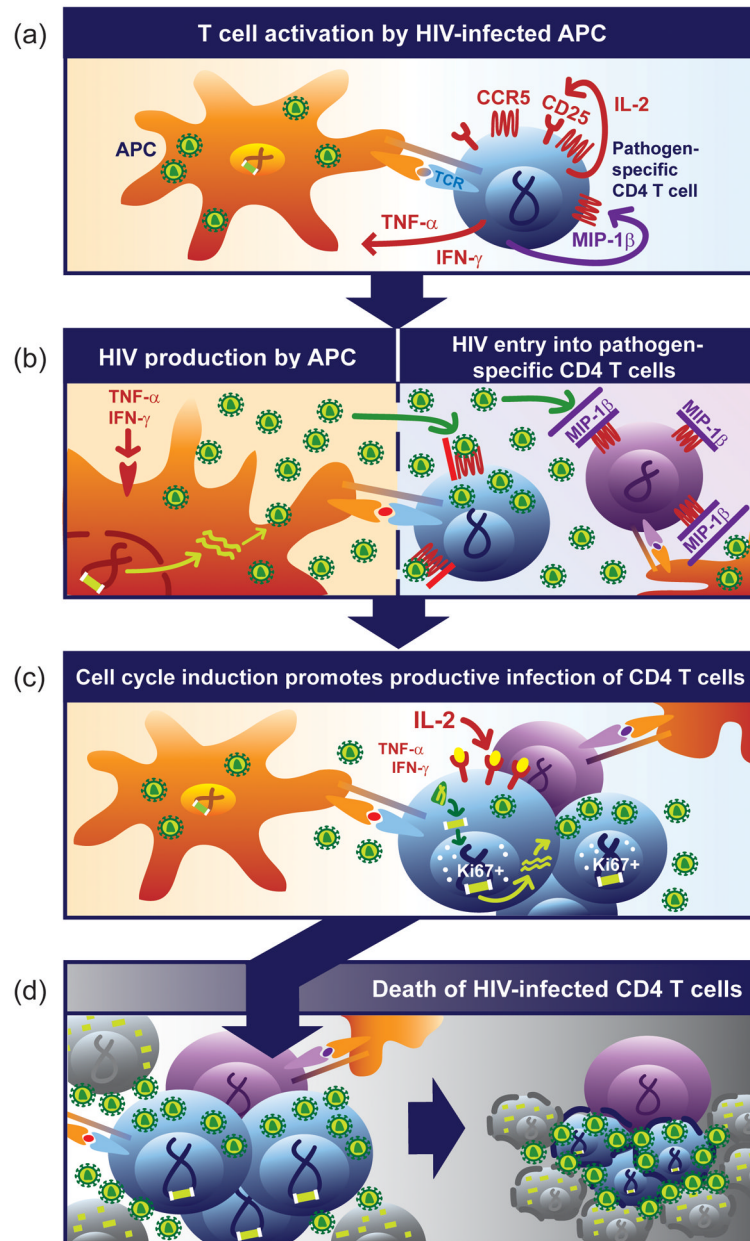 (a)
T cell activation by HIV-infected APC
APC
TCR
CCR5
CD25
IL-2
Pathogen-
specific
CD4 T cell
TNF-α
IFN-γ
MIP-1β
(b)
HIV production by APC
HIV entry into pathogen-
specific CD4 T cells
TNF-α
IFN-γ
MIP-1β
MIP-1β
MIP-1β
(c)
Cell cycle induction promotes productive infection of CD4 T cells
IL-2
TNF-α
IFN-γ
Ki67+
Ki67+
(d)
Death of HIV-infected CD4 T cells